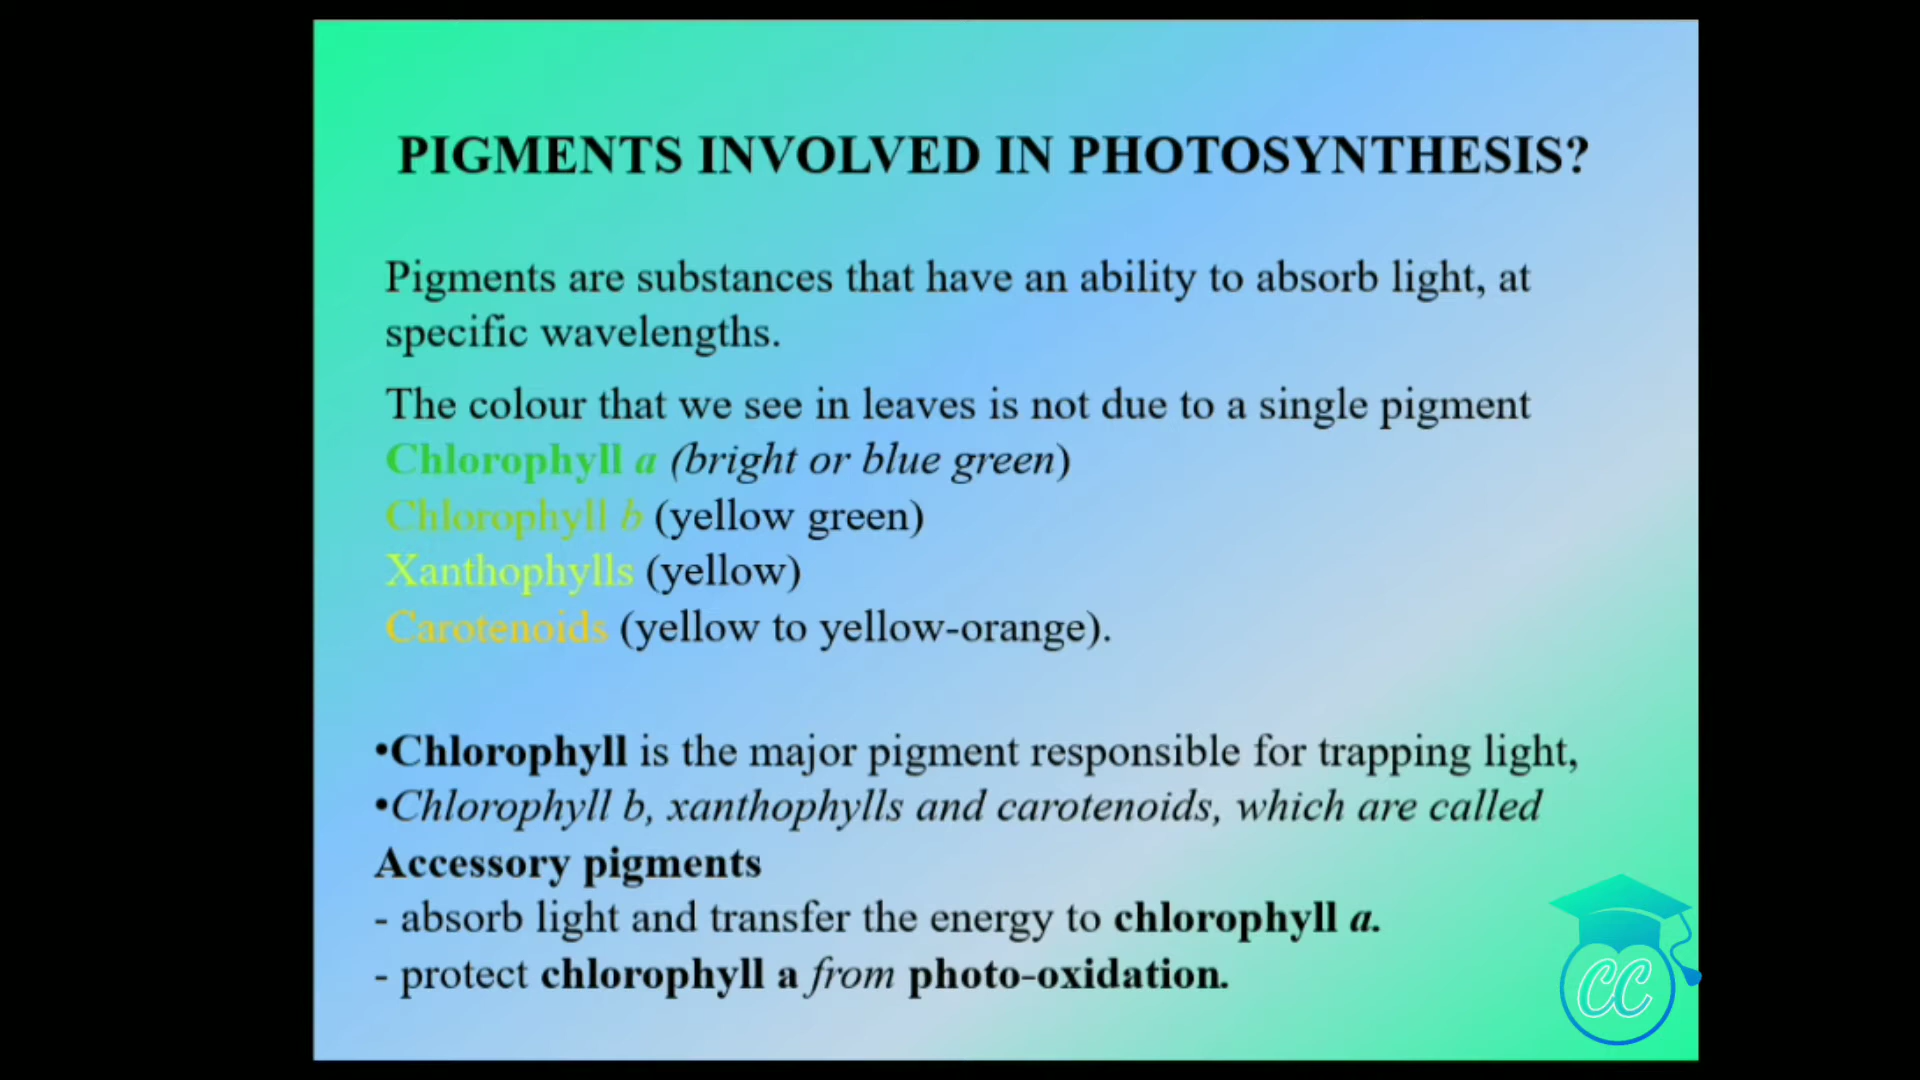 PIGMENTS INVOLVED IN PHOTOSYNTHESIS?
Pigments are substances that have an ability to absorb light, at
specific wavelengths.
The colour that we see in leaves is not due to a single pigment
Chlorophyll a (bright or blue green)
Chlorophyll b (yellow green)
Xanthophylls (yellow)
Carotenoids (yellow to yellow-orange).
•Chlorophyll is the major pigment responsible for trapping light,
•Chlorophyll b, xanthophylls and carotenoids, which are called
Accessory pigments
- absorb light and transfer the energy to chlorophyll a.
- protect chlorophyll a from photo-oxidation.
CC